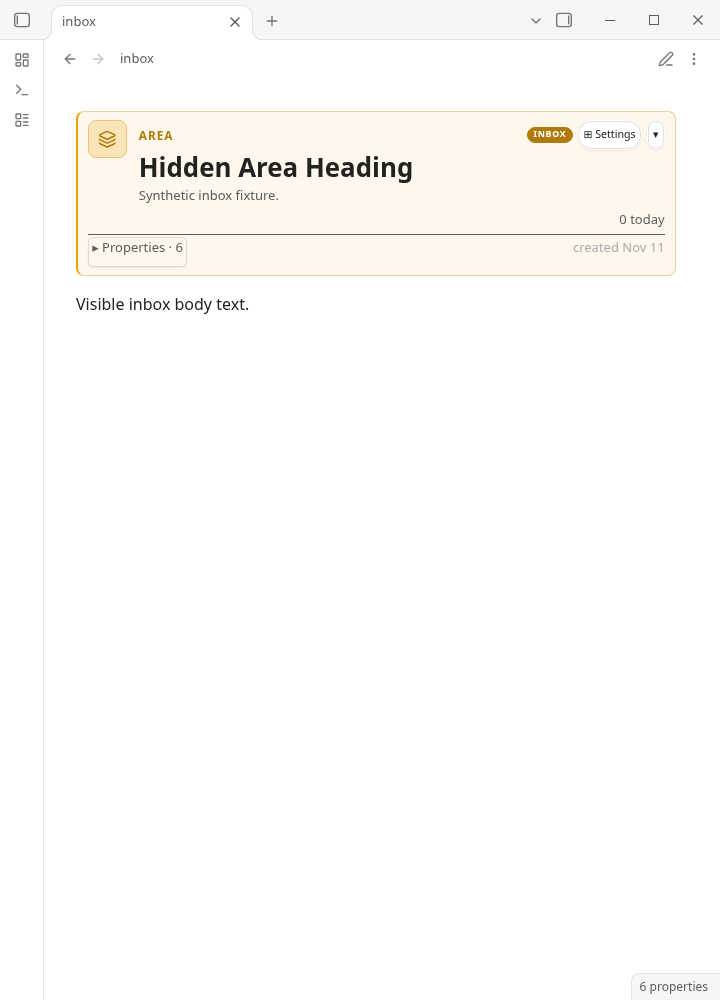 inbox
inbox
AREA
INBOX
⊞ Settings
▾
Hidden Area Heading
Synthetic inbox fixture.
0 today
▸ Properties · 6
created Nov 11
Visible inbox body text.
6 properties